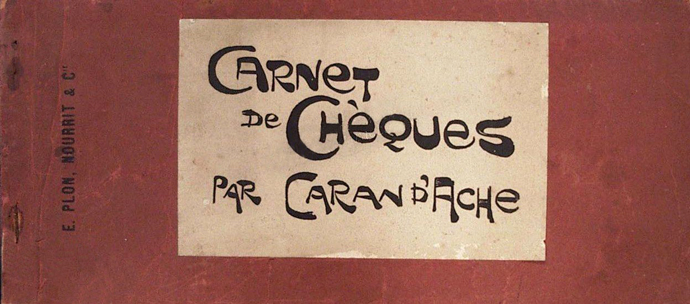 E. PLON, NOURRIT & Cie
CARNET
DE CHÈQUES
PAR CARAN D'ACHE